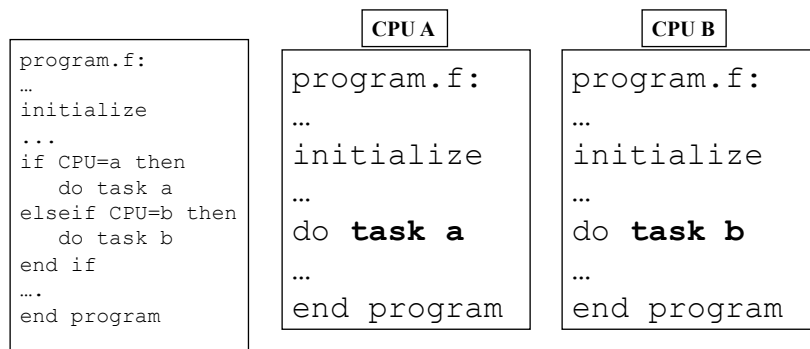 program.f:
…
initialize
...
if CPU=a then
   do task a
elseif CPU=b then
   do task b
end if
….
end program
CPU A
program.f:
…
initialize
…
do task a
…
end program
CPU B
program.f:
…
initialize
…
do task b
…
end program